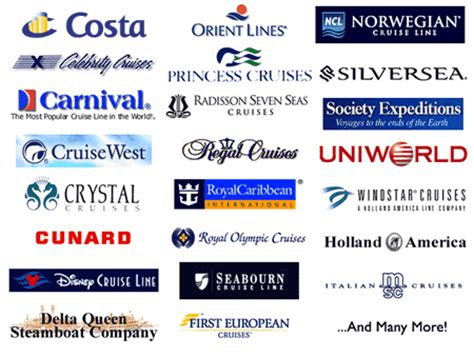 Costa
ORIENT LINES®
NCL
NORWEGIAN®
CRUISE LINE
Celebrity Cruises
PRINCESS CRUISES
SILVERSEA®
Carnival®
The Most Popular Cruise Line in the World!®
RADISSON SEVEN SEAS
CRUISES
Society Expeditions
Voyages to the ends of the Earth
CruiseWest
Regal Cruises
UNIWORLD
CRYSTAL
CRUISES
RoyalCaribbean
INTERNATIONAL
WINDSTAR® CRUISES
A HOLLAND AMERICA LINE COMPANY
CUNARD
Royal Olympic Cruises
Holland America
DISNEY CRUISE LINE
SEABOURN
CRUISE LINE
ITALIAN
msc
CRUISES
Delta Queen
Steamboat Company
FIRST EUROPEAN
CRUISES
...And Many More!